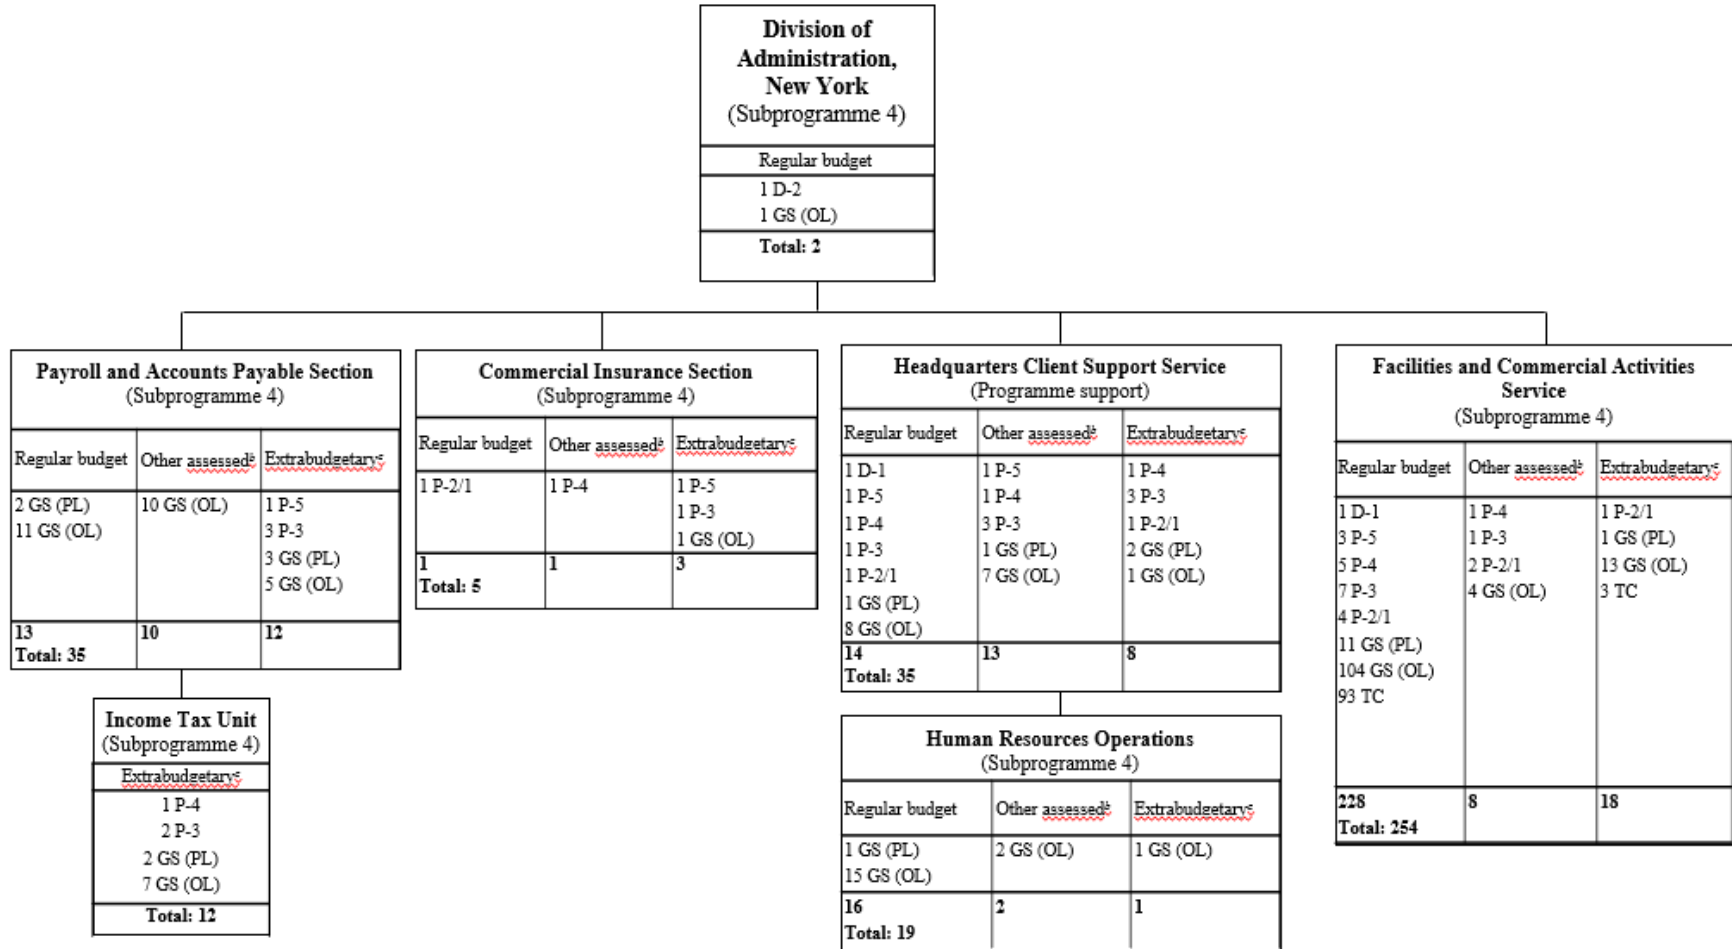 Division of
Administration,
New York
(Subprogramme 4)
Regular budget
1 D-2
1 GS (OL)
Total: 2
Payroll and Accounts Payable Section
(Subprogramme 4)
Regular budget Other assessedᵇ Extrabudgetaryᶜ
2 GS (PL) 10 GS (OL) 1 P-5
11 GS (OL) 3 P-3
3 GS (PL)
5 GS (OL)
13 10 12
Total: 35
Income Tax Unit
(Subprogramme 4)
Extrabudgetaryᶜ
1 P-4
2 P-3
2 GS (PL)
7 GS (OL)
Total: 12
Commercial Insurance Section
(Subprogramme 4)
Regular budget Other assessedᵇ Extrabudgetaryᶜ
1 P-2/1 1 P-4 1 P-5
1 P-3
1 GS (OL)
1 1 3
Total: 5
Headquarters Client Support Service
(Programme support)
Regular budget Other assessedᵇ Extrabudgetaryᶜ
1 D-1 1 P-5 1 P-4
1 P-5 1 P-4 3 P-3
1 P-4 3 P-3 1 P-2/1
1 P-3 1 GS (PL) 2 GS (PL)
1 P-2/1 7 GS (OL) 1 GS (OL)
1 GS (PL)
8 GS (OL)
14 13 8
Total: 35
Human Resources Operations
(Subprogramme 4)
Regular budget Other assessedᵇ Extrabudgetaryᶜ
1 GS (PL) 2 GS (OL) 1 GS (OL)
15 GS (OL)
16 2 1
Total: 19
Facilities and Commercial Activities
Service
(Subprogramme 4)
Regular budget Other assessedᵇ Extrabudgetaryᶜ
1 D-1 1 P-4 1 P-2/1
3 P-5 1 P-3 1 GS (PL)
5 P-4 2 P-2/1 13 GS (OL)
7 P-3 4 GS (OL) 3 TC
4 P-2/1
11 GS (PL)
104 GS (OL)
93 TC
228 8 18
Total: 254